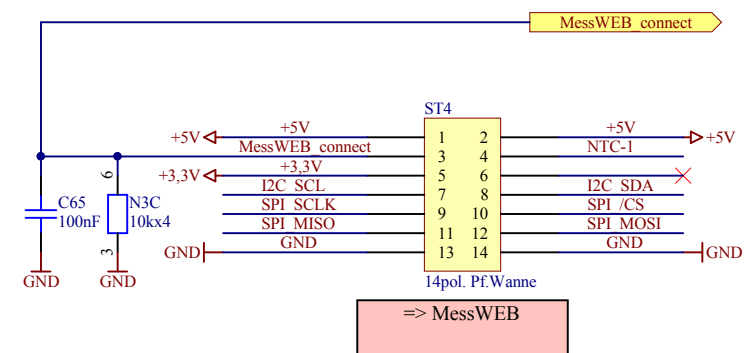 MessWEB_connect
ST4
+5V +5V 1 2 +5V +5V
MessWEB_connect 3 4 NTC-1
+3,3V +3,3V 5 6
I2C_SCL 7 8 I2C_SDA
SPI_SCLK 9 10 SPI_/CS
SPI_MISO 11 12 SPI_MOSI
GND GND 13 14 GND GND
14pol. Pf.Wanne
6
C65 N3C
100nF 10kx4
3
GND GND
=> MessWEB